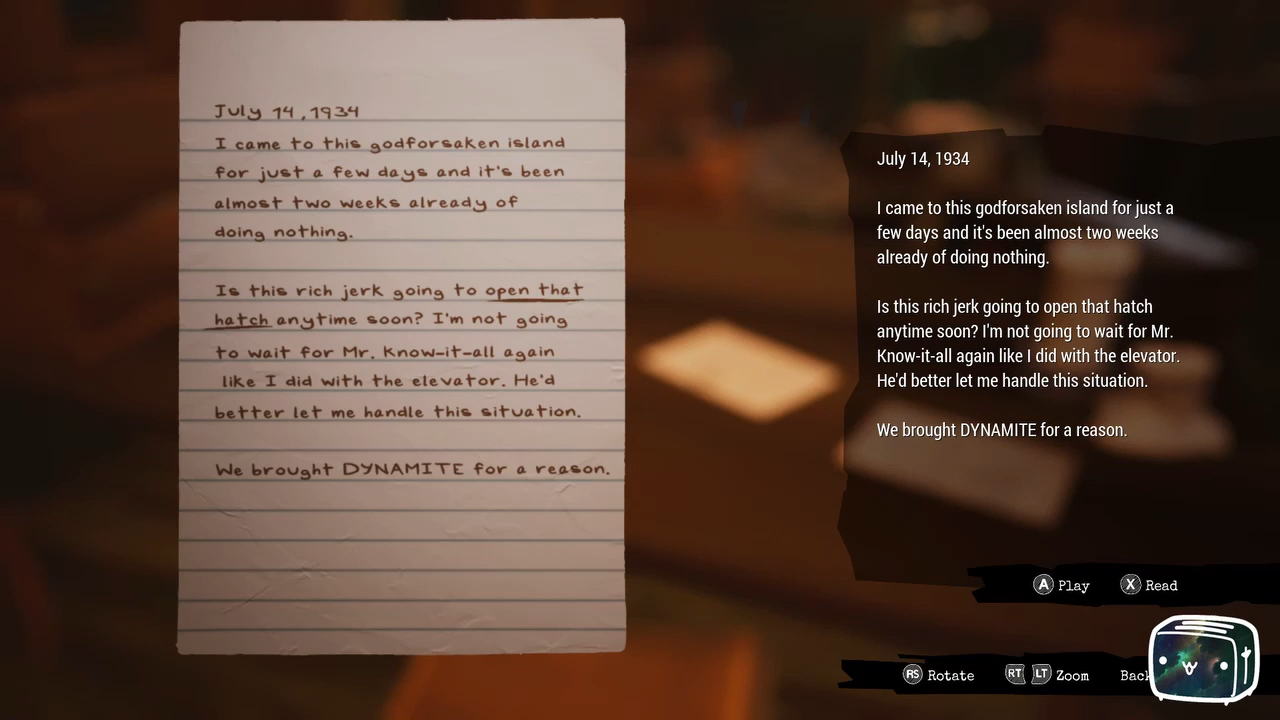 July 14, 1934
I came to this godforsaken island
for just a few days and it's been
almost two weeks already of
doing nothing.
Is this rich jerk going to open that
hatch anytime soon? I'm not going
to wait for Mr. Know-it-all again
like I did with the elevator. He'd
better let me handle this situation.
We brought DYNAMITE for a reason.
July 14, 1934
I came to this godforsaken island for just a
few days and it's been almost two weeks
already of doing nothing.
Is this rich jerk going to open that hatch
anytime soon? I'm not going to wait for Mr.
Know-it-all again like I did with the elevator.
He'd better let me handle this situation.
We brought DYNAMITE for a reason.
A Play X Read
RS Rotate RT LT Zoom Back